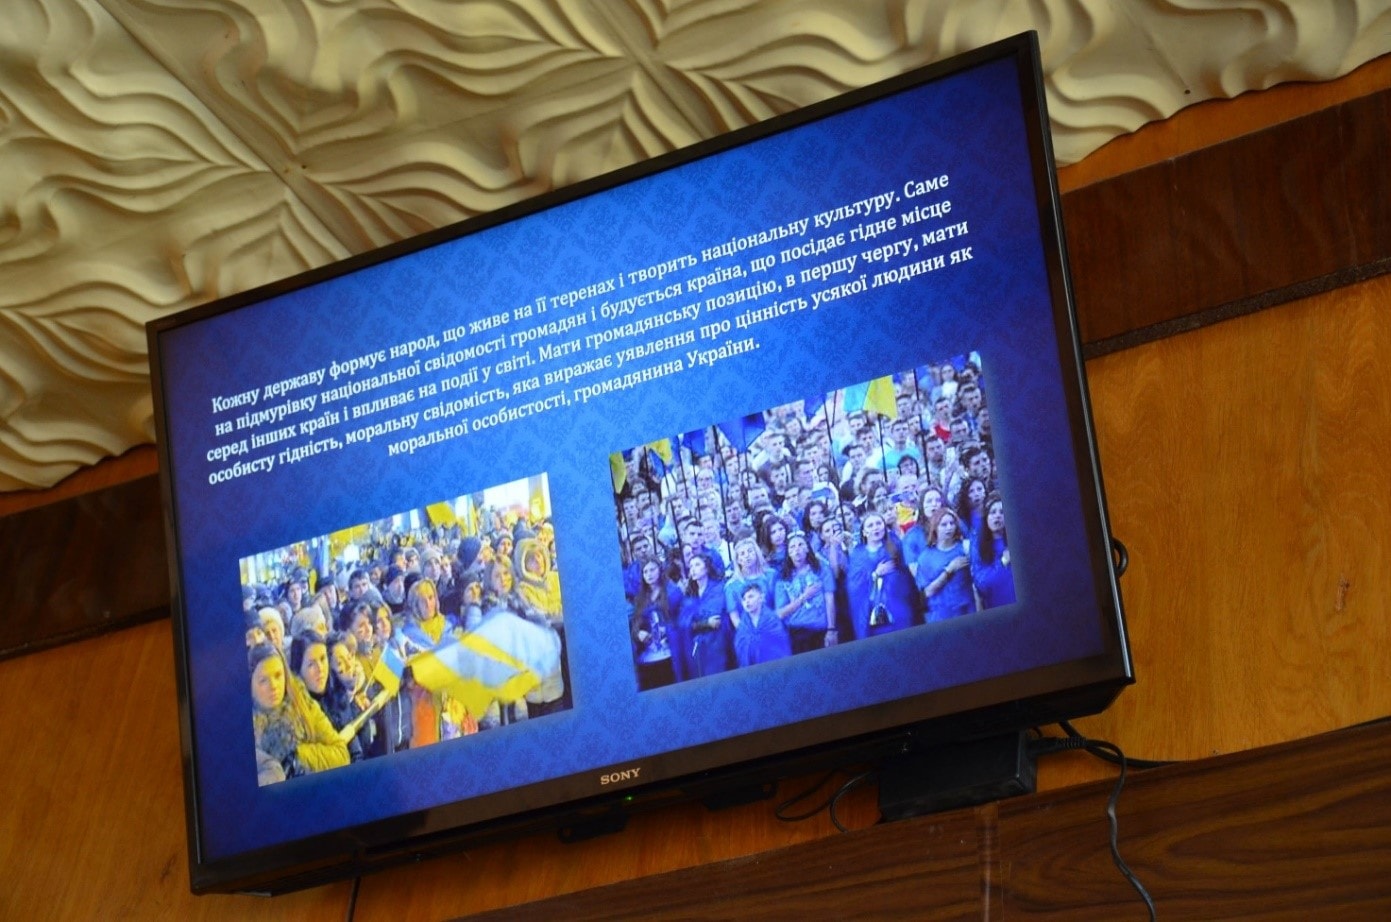 Кожну державу формує народ, що живе на її теренах і творить національну культуру. Саме
на підмурівку національної свідомості громадян і будується країна, що посідає гідне місце
серед інших країн і впливає на події у світі. Мати громадянську позицію, в першу чергу, мати
особисту гідність, моральну свідомість, яка виражає уявлення про цінність усякої людини як
моральної особистості, громадянина України.
SONY